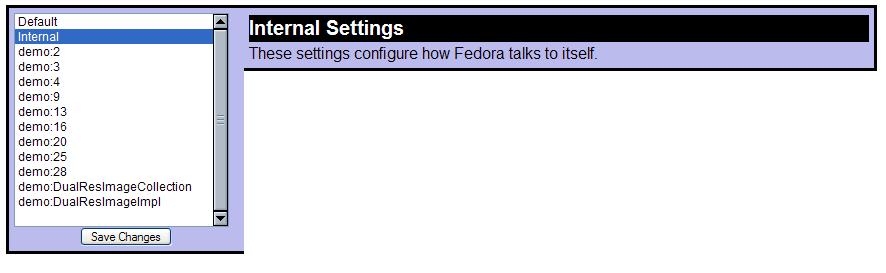 Default
Internal
demo:2
demo:3
demo:4
demo:9
demo:13
demo:16
demo:20
demo:25
demo:28
demo:DualResImageCollection
demo:DualResImageImpl
Save Changes
Internal Settings
These settings configure how Fedora talks to itself.